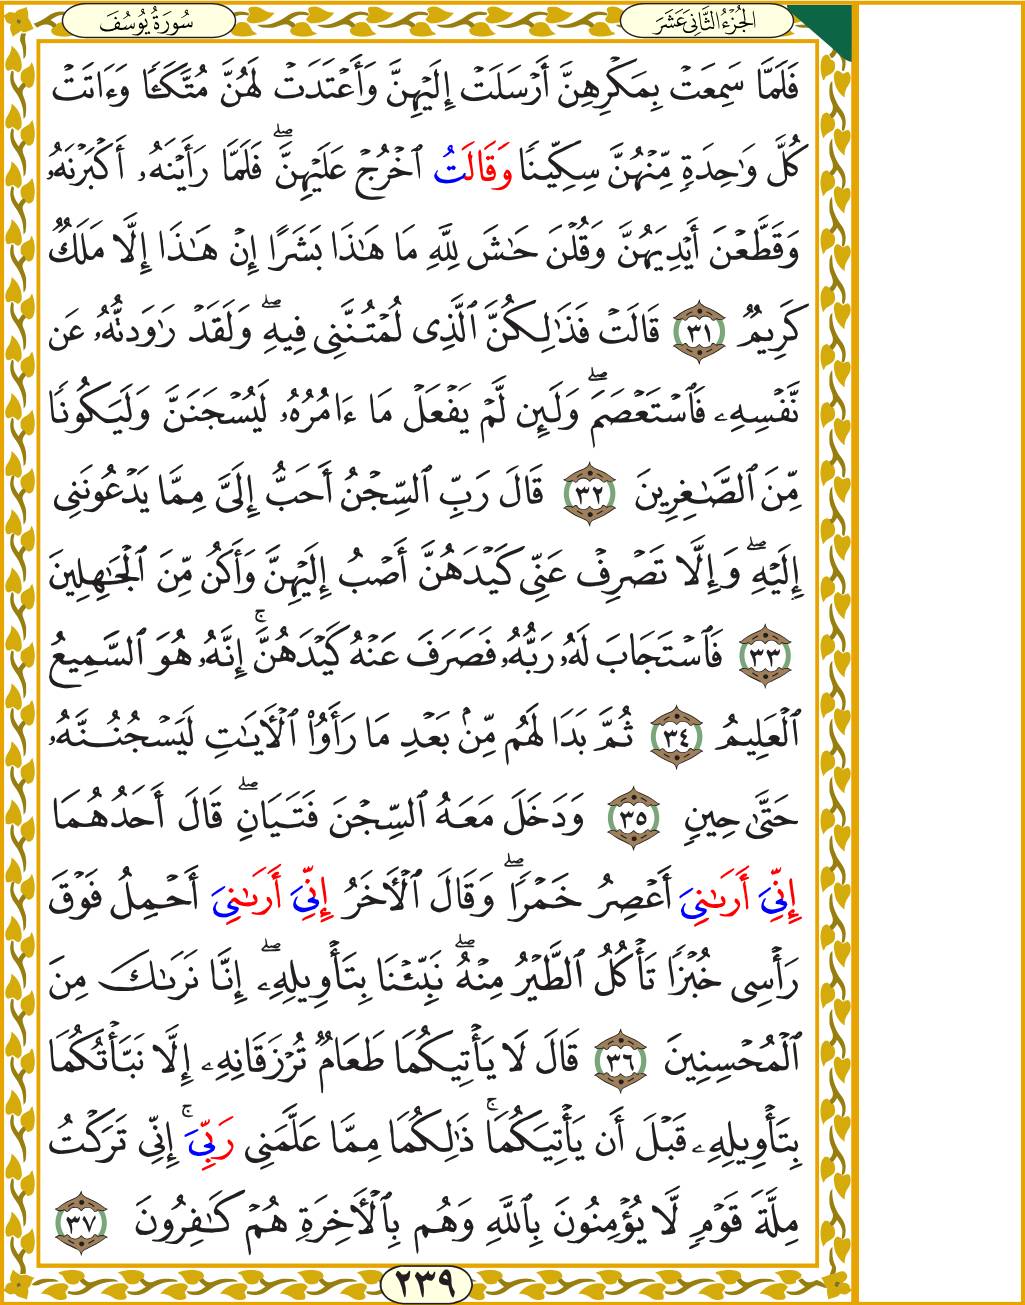 سُورَةُ يُوسُفَ
الجُزْءُ الثَّانِي عَشَرَ
فَلَمَّا سَمِعَتۡ بِمَكۡرِهِنَّ أَرۡسَلَتۡ إِلَيۡهِنَّ وَأَعۡتَدَتۡ لَهُنَّ مُتَّكَـٔٗا وَءَاتَتۡ
كُلَّ وَٰحِدَةٖ مِّنۡهُنَّ سِكِّينٗا وَقَالَتُ ٱخۡرُجۡ عَلَيۡهِنَّۖ فَلَمَّا رَأَيۡنَهُۥٓ أَكۡبَرۡنَهُۥ
وَقَطَّعۡنَ أَيۡدِيَهُنَّ وَقُلۡنَ حَٰشَ لِلَّهِ مَا هَٰذَا بَشَرًا إِنۡ هَٰذَآ إِلَّا مَلَكٞ
كَرِيمٞ ٣١ قَالَتۡ فَذَٰلِكُنَّ ٱلَّذِي لُمۡتُنَّنِي فِيهِۖ وَلَقَدۡ رَٰوَدتُّهُۥ عَن
نَّفۡسِهِۦ فَٱسۡتَعۡصَمَۖ وَلَئِن لَّمۡ يَفۡعَلۡ مَآ ءَامُرُهُۥ لَيُسۡجَنَنَّ وَلَيَكُونٗا
مِّنَ ٱلصَّٰغِرِينَ ٣٢ قَالَ رَبِّ ٱلسِّجۡنُ أَحَبُّ إِلَيَّ مِمَّا يَدۡعُونَنِيٓ
إِلَيۡهِۖ وَإِلَّا تَصۡرِفۡ عَنِّي كَيۡدَهُنَّ أَصۡبُ إِلَيۡهِنَّ وَأَكُن مِّنَ ٱلۡجَٰهِلِينَ
٣٣ فَٱسۡتَجَابَ لَهُۥ رَبُّهُۥ فَصَرَفَ عَنۡهُ كَيۡدَهُنَّۚ إِنَّهُۥ هُوَ ٱلسَّمِيعُ
ٱلۡعَلِيمُ ٣٤ ثُمَّ بَدَا لَهُم مِّنۢ بَعۡدِ مَا رَأَوُاْ ٱلۡأٓيَٰتِ لَيَسۡجُنُنَّهُۥ
حَتَّىٰ حِينٖ ٣٥ وَدَخَلَ مَعَهُ ٱلسِّجۡنَ فَتَيَانِۖ قَالَ أَحَدُهُمَآ
إِنِّيَ أَرَىٰنِيَ أَعۡصِرُ خَمۡرٗاۖ وَقَالَ ٱلۡأٓخَرُ إِنِّيَ أَرَىٰنِيَ أَحۡمِلُ فَوۡقَ
رَأۡسِي خُبۡزٗا تَأۡكُلُ ٱلطَّيۡرُ مِنۡهُۖ نَبِّئۡنَا بِتَأۡوِيلِهِۦٓۖ إِنَّا نَرَىٰكَ مِنَ
ٱلۡمُحۡسِنِينَ ٣٦ قَالَ لَا يَأۡتِيكُمَا طَعَامٞ تُرۡزَقَانِهِۦٓ إِلَّا نَبَّأۡتُكُمَا
بِتَأۡوِيلِهِۦ قَبۡلَ أَن يَأۡتِيَكُمَاۚ ذَٰلِكُمَا مِمَّا عَلَّمَنِي رَبِّيَۚ إِنِّي تَرَكۡتُ
مِلَّةَ قَوۡمٖ لَّا يُؤۡمِنُونَ بِٱللَّهِ وَهُم بِٱلۡأٓخِرَةِ هُمۡ كَٰفِرُونَ ٣٧
٢٣٩